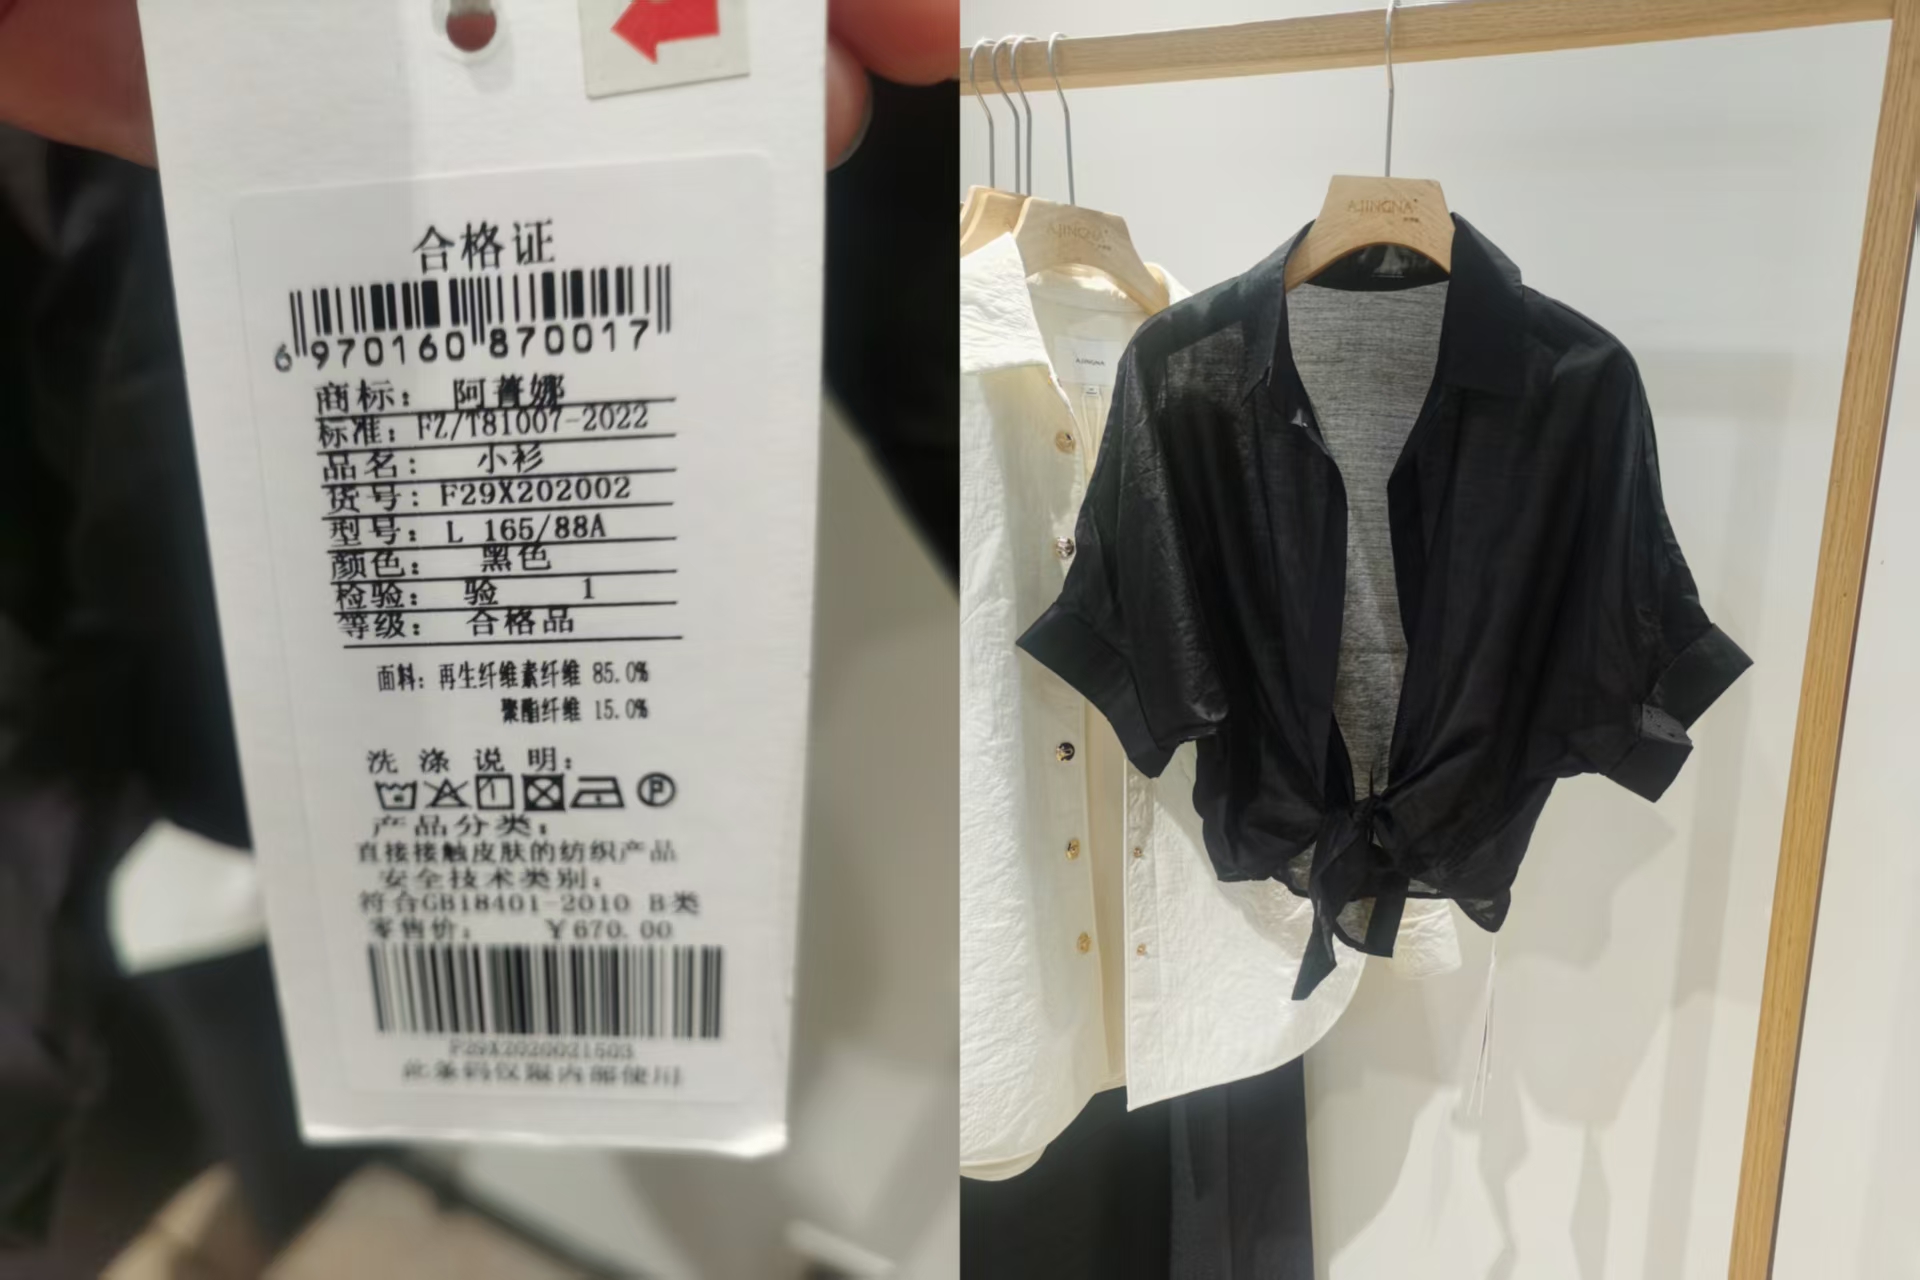 合格证
6 970160 870017
商标: 阿菁娜
标准: FZ/T81007-2022
品名: 小衫
货号: F29X202002
型号: L 165/88A
颜色: 黑色
检验: 验 1
等级: 合格品
面料: 再生纤维素纤维 85.0%
聚酯纤维 15.0%
洗涤说明:
产品分类:
直接接触皮肤的纺织产品
安全技术类别:
符合GB18401-2010 B类
零售价: ¥670.00
F29X2020021503
此条码仅限内部使用
AJINGNA
AJINGNA
AJINGNA